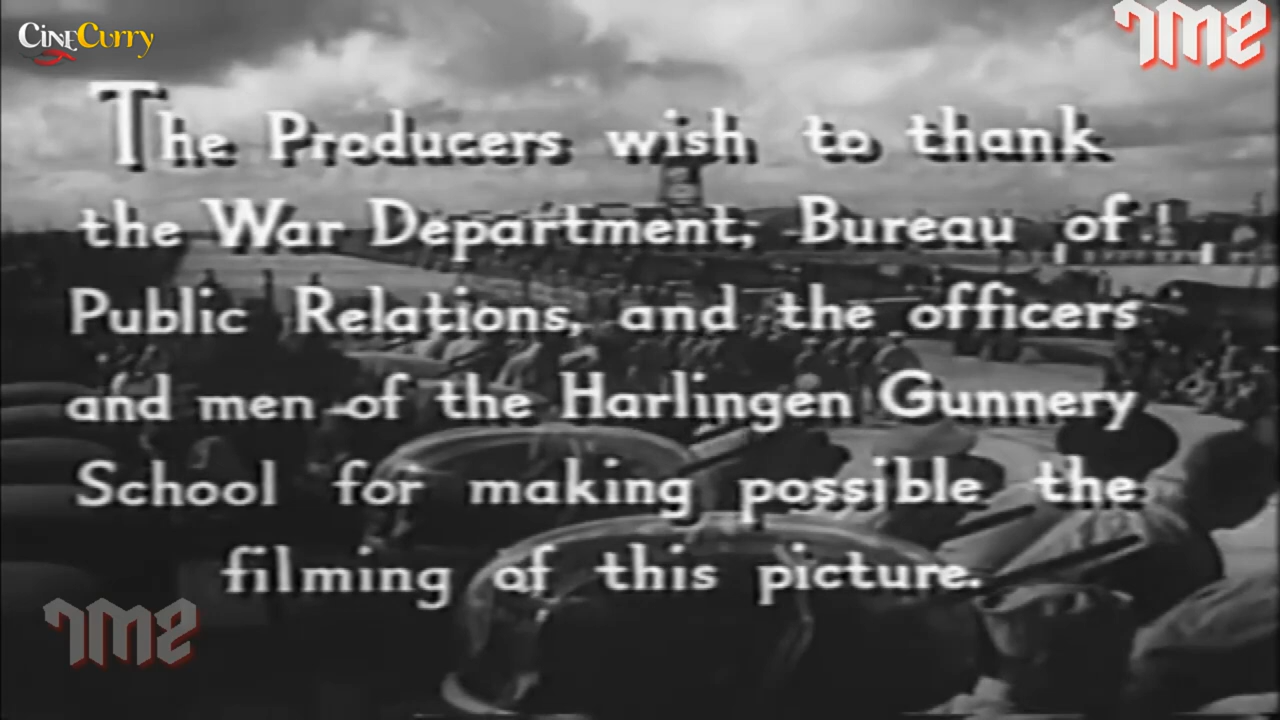 CineCurry
The Producers wish to thank
the War Department, Bureau of
Public Relations, and the officers
and men of the Harlingen Gunnery
School for making possible the
filming of this picture.